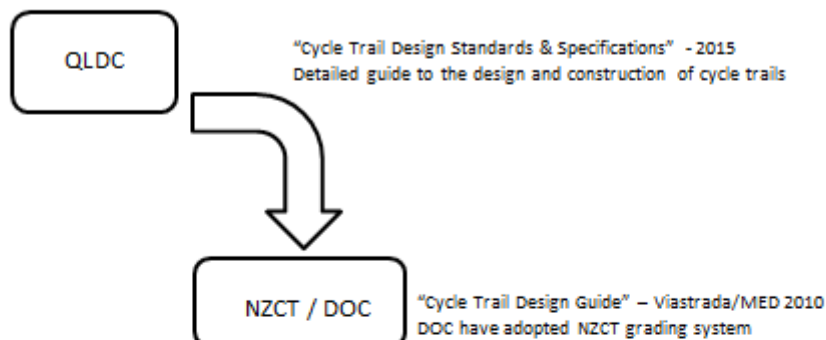 QLDC
"Cycle Trail Design Standards & Specifications" - 2015
Detailed guide to the design and construction of cycle trails
NZCT / DOC
"Cycle Trail Design Guide" – Viastrada/MED 2010
DOC have adopted NZCT grading system